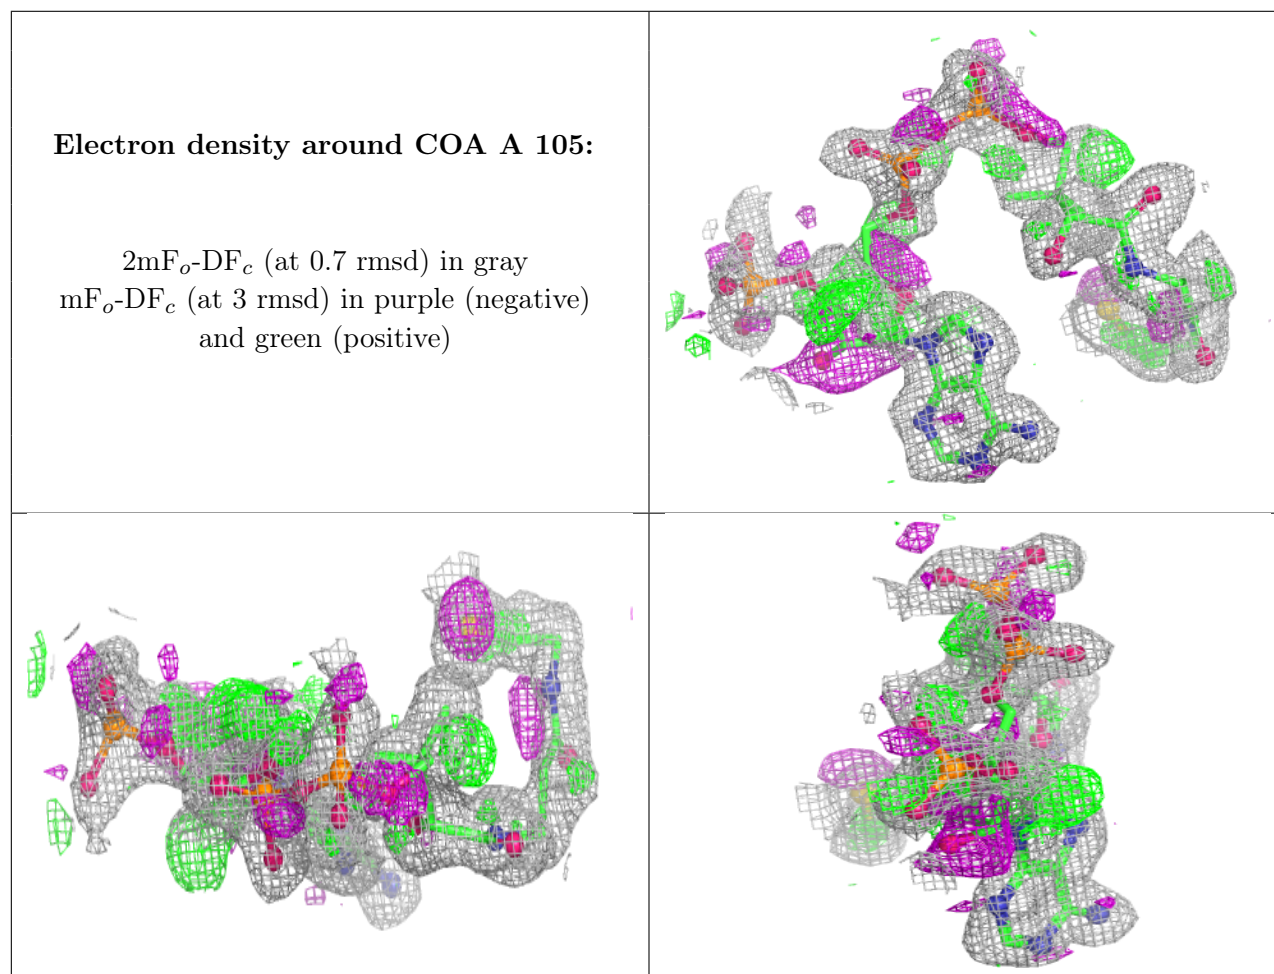 Electron density around COA A 105:
2mFo-DFc (at 0.7 rmsd) in gray
mFo-DFc (at 3 rmsd) in purple (negative)
and green (positive)